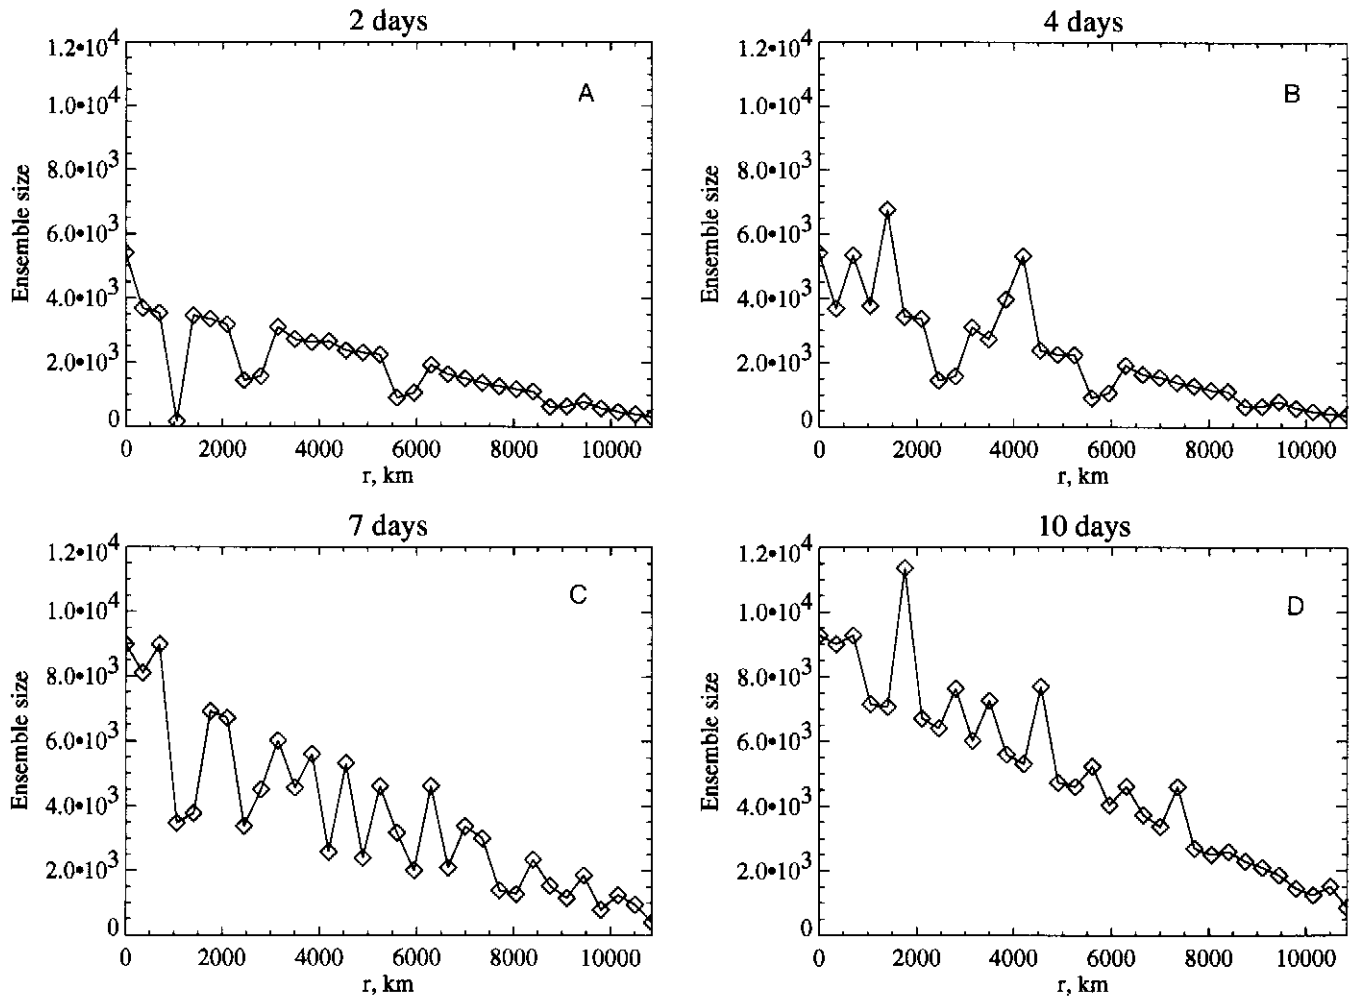 2 days
1.2•10^4
1.0•10^4
8.0•10^3
6.0•10^3
4.0•10^3
2.0•10^3
0
Ensemble size
A
0 2000 4000 6000 8000 10000
r, km
4 days
1.2•10^4
1.0•10^4
8.0•10^3
6.0•10^3
4.0•10^3
2.0•10^3
0
Ensemble size
B
0 2000 4000 6000 8000 10000
r, km
7 days
1.2•10^4
1.0•10^4
8.0•10^3
6.0•10^3
4.0•10^3
2.0•10^3
0
Ensemble size
C
0 2000 4000 6000 8000 10000
r, km
10 days
1.2•10^4
1.0•10^4
8.0•10^3
6.0•10^3
4.0•10^3
2.0•10^3
0
Ensemble size
D
0 2000 4000 6000 8000 10000
r, km